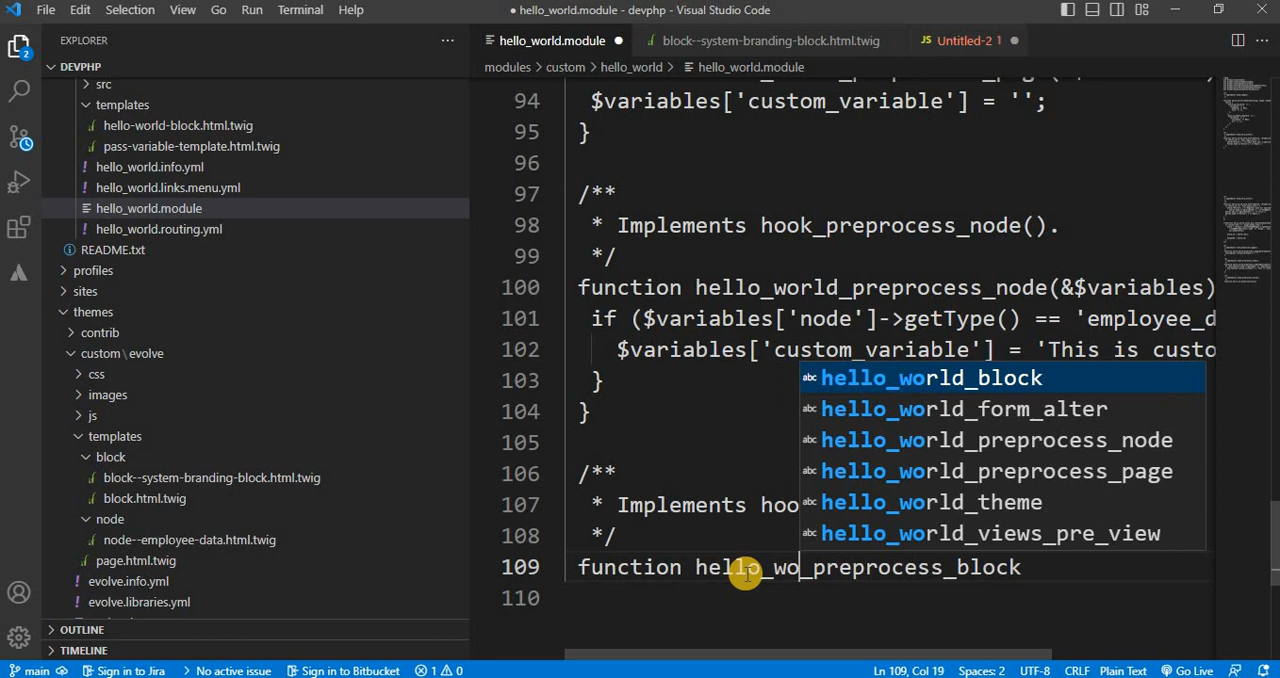 File Edit Selection View Go Run Terminal Help
● hello_world.module - devphp - Visual Studio Code
EXPLORER
hello_world.module
block--system-branding-block.html.twig
JS Untitled-2 1
DEVPHP
modules > custom > hello_world > hello_world.module
src
templates
hello-world-block.html.twig
pass-variable-template.html.twig
! hello_world.info.yml
! hello_world.links.menu.yml
hello_world.module
! hello_world.routing.yml
README.txt
profiles
sites
themes
contrib
custom\evolve
css
images
js
templates
block
block--system-branding-block.html.twig
block.html.twig
node
node--employee-data.html.twig
page.html.twig
! evolve.info.yml
! evolve.libraries.yml
OUTLINE
TIMELINE
2
94 $variables['custom_variable'] = '';
95 }
96
97 /**
98 * Implements hook_preprocess_node().
99 */
100 function hello_world_preprocess_node(&$variables)
101 if ($variables['node']->getType() == 'employee_d
102 $variables['custom_variable'] = 'This is custo
103 }
104 }
105
106 /**
107 * Implements hoo
108 */
109 function hello_wo_preprocess_block
110
abc hello_world_block
abc hello_world_form_alter
abc hello_world_preprocess_node
abc hello_world_preprocess_page
abc hello_world_theme
abc hello_world_views_pre_view
main Sign in to Jira No active issue Sign in to Bitbucket 1 0 Ln 109, Col 19 Spaces: 2 UTF-8 CRLF Plain Text Go Live